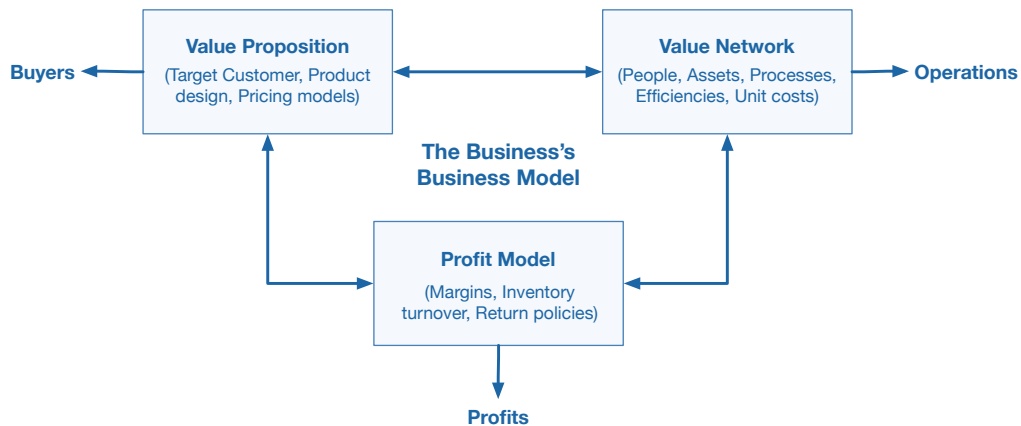 Value Proposition
(Target Customer, Product
design, Pricing models)
Value Network
(People, Assets, Processes,
Efficiencies, Unit costs)
Buyers
Operations
The Business’s
Business Model
Profit Model
(Margins, Inventory
turnover, Return policies)
Profits